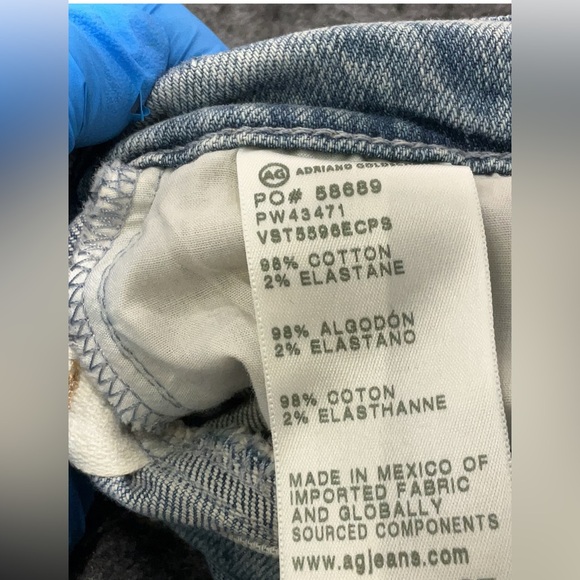 AG ADRIANO
PO# 58689
PW43471
VST5596ECPS
98% COTTON
2% ELASTANE
98% ALGODÓN
2% ELASTANO
98% COTON
2% ELASTHANNE
MADE IN MEXICO OF
IMPORTED FABRIC
AND GLOBALLY
SOURCED COMPONENTS
www.agjeans.com